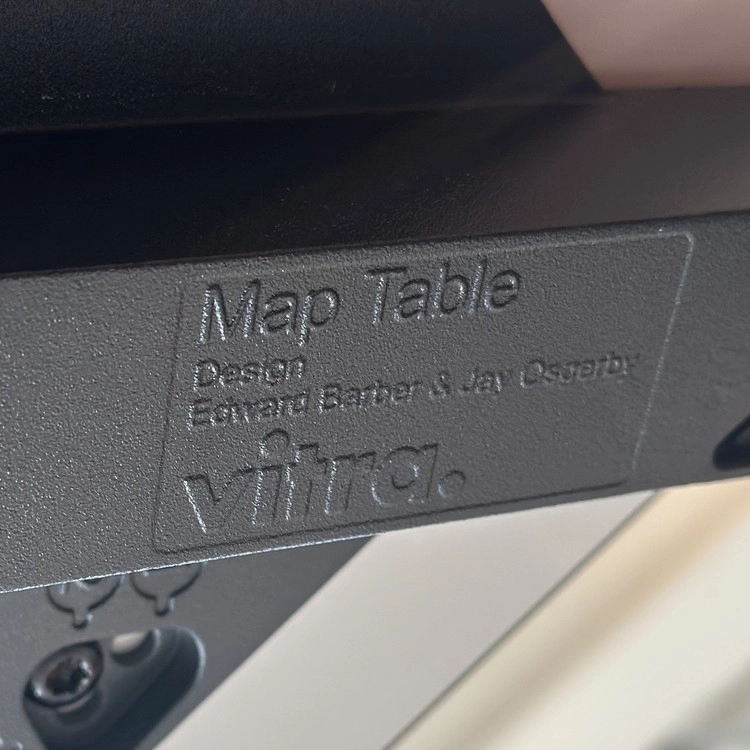 Map Table
Design
Edward Barber & Jay Osgerby
vitra.